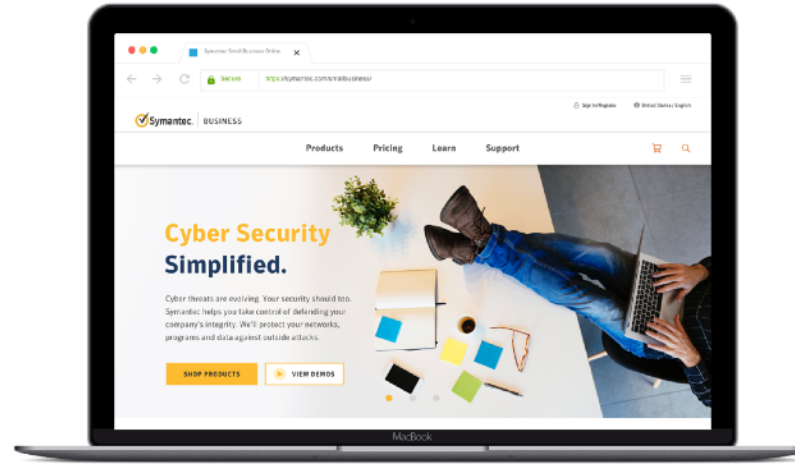 Symantec Small Business Online
Secure
https://symantec.com/smallbusiness/
Sign In/Register
United States / English
Symantec.
BUSINESS
Products
Pricing
Learn
Support
Cyber Security
Simplified.
Cyber threats are evolving. Your security should too.
Symantec helps you take control of defending your
company's integrity. We'll protect your networks,
programs and data against outside attacks.
SHOP PRODUCTS
VIEW DEMOS
MacBook